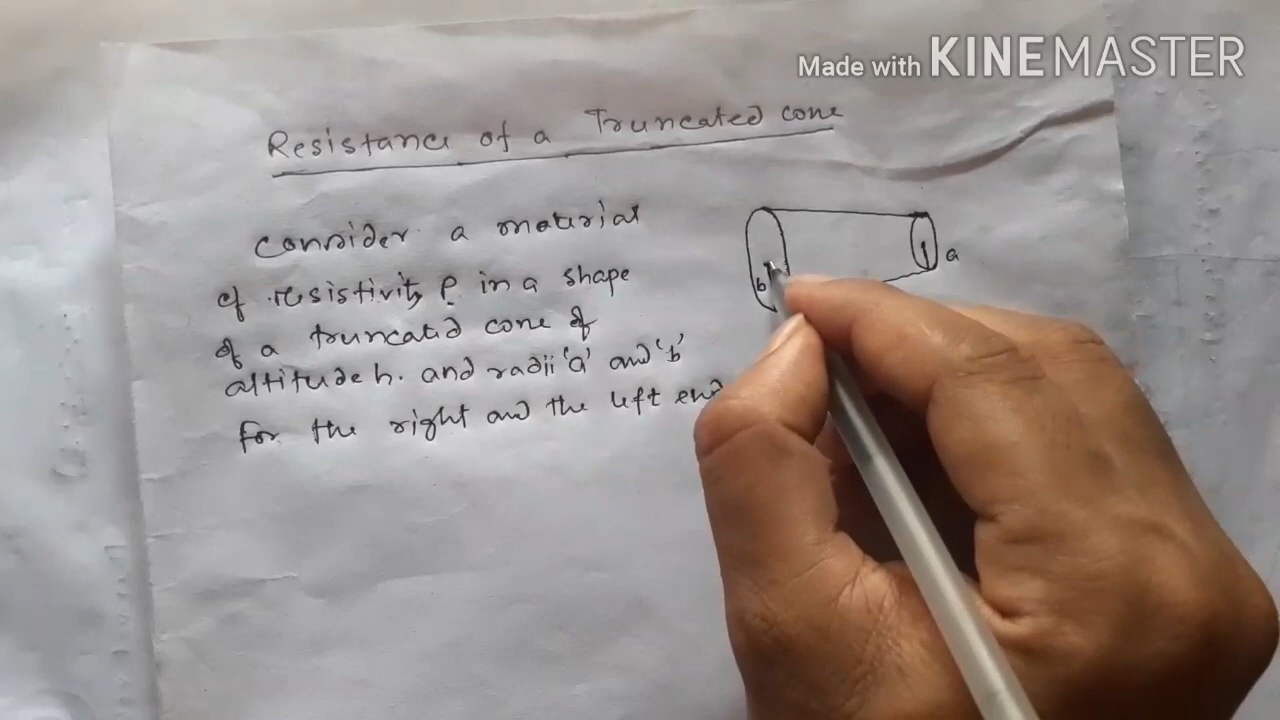 Made with KINEMASTER
Resistance of a Truncated cone
Consider a material
of resistivity ρ in a shape
of a truncated cone of
altitude h. and radii 'a' and 'b'
for the right and the left end
a
b